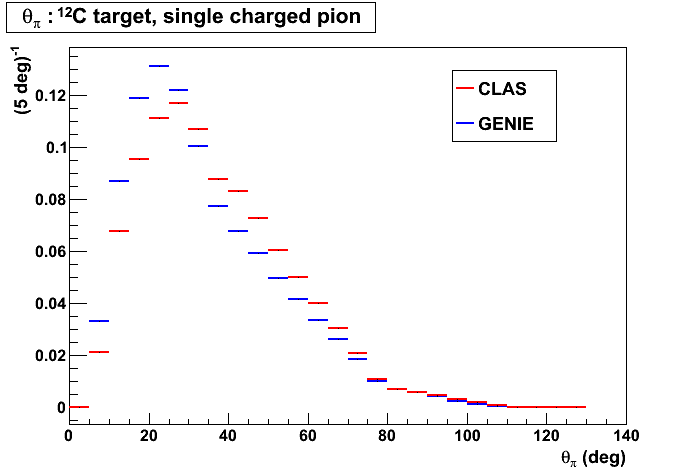 θπ : ¹²C target, single charged pion
(5 deg)⁻¹
CLAS
GENIE
0.12
0.1
0.08
0.06
0.04
0.02
0
0 20 40 60 80 100 120 140
θπ (deg)